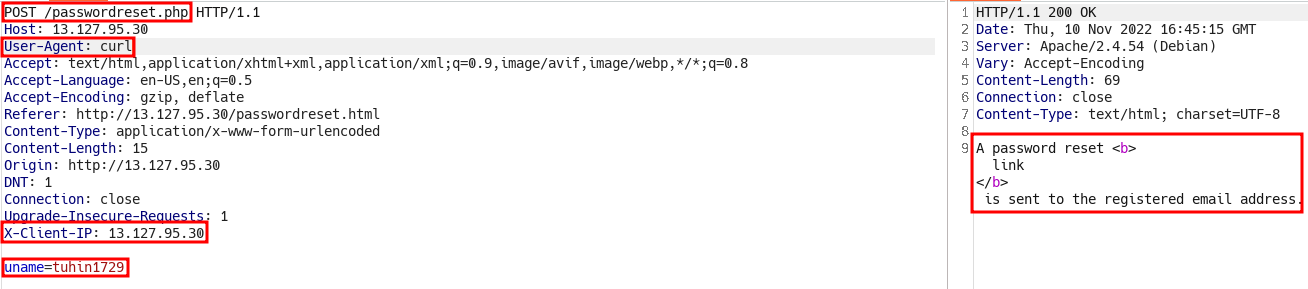 POST /passwordreset.php HTTP/1.1
Host: 13.127.95.30
User-Agent: curl
Accept: text/html,application/xhtml+xml,application/xml;q=0.9,image/avif,image/webp,*/*;q=0.8
Accept-Language: en-US,en;q=0.5
Accept-Encoding: gzip, deflate
Referer: http://13.127.95.30/passwordreset.html
Content-Type: application/x-www-form-urlencoded
Content-Length: 15
Origin: http://13.127.95.30
DNT: 1
Connection: close
Upgrade-Insecure-Requests: 1
X-Client-IP: 13.127.95.30
uname=tuhin1729
1 HTTP/1.1 200 OK
2 Date: Thu, 10 Nov 2022 16:45:15 GMT
3 Server: Apache/2.4.54 (Debian)
4 Vary: Accept-Encoding
5 Content-Length: 69
6 Connection: close
7 Content-Type: text/html; charset=UTF-8
8
9 A password reset <b>
link
</b>
is sent to the registered email address.